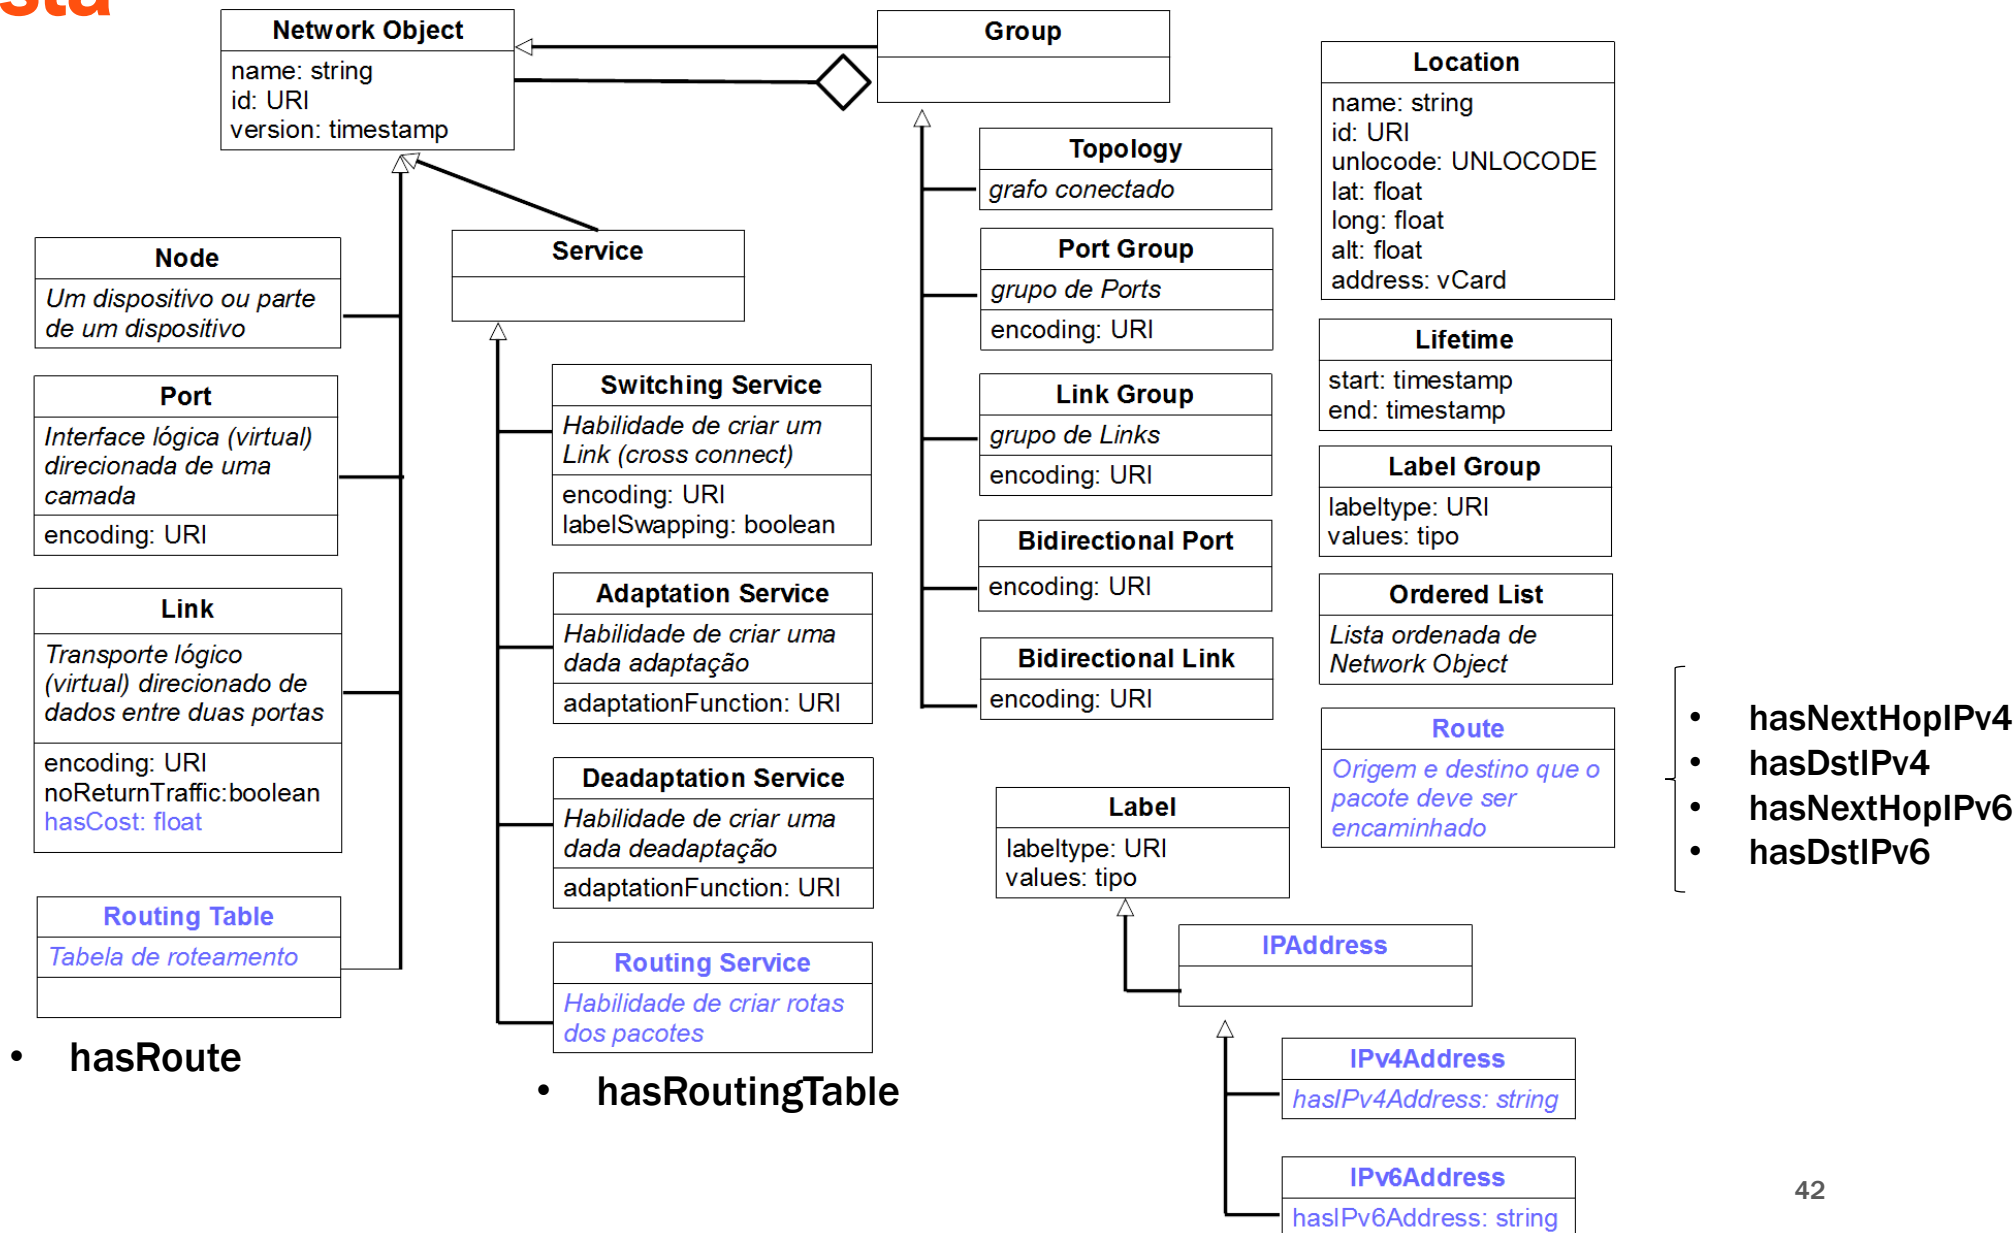 sta
Network Object
name: string
id: URI
version: timestamp
Group
Location
name: string
id: URI
unlocode: UNLOCODE
lat: float
long: float
alt: float
address: vCard
Topology
grafo conectado
Node
Um dispositivo ou parte
de um dispositivo
Service
Port Group
grupo de Ports
encoding: URI
Lifetime
start: timestamp
end: timestamp
Port
Interface lógica (virtual)
direcionada de uma
camada
encoding: URI
Switching Service
Habilidade de criar um
Link (cross connect)
encoding: URI
labelSwapping: boolean
Link Group
grupo de Links
encoding: URI
Label Group
labeltype: URI
values: tipo
Bidirectional Port
encoding: URI
Link
Transporte lógico
(virtual) direcionado de
dados entre duas portas
encoding: URI
noReturnTraffic:boolean
hasCost: float
Adaptation Service
Habilidade de criar uma
dada adaptação
adaptationFunction: URI
Bidirectional Link
encoding: URI
Ordered List
Lista ordenada de
Network Object
Route
Origem e destino que o
pacote deve ser
encaminhado
• hasNextHopIPv4
• hasDstIPv4
• hasNextHopIPv6
• hasDstIPv6
Deadaptation Service
Habilidade de criar uma
dada deadaptação
adaptationFunction: URI
Label
labeltype: URI
values: tipo
Routing Table
Tabela de roteamento
• hasRoute
Routing Service
Habilidade de criar rotas
dos pacotes
• hasRoutingTable
IPAddress
IPv4Address
hasIPv4Address: string
IPv6Address
hasIPv6Address: string
42